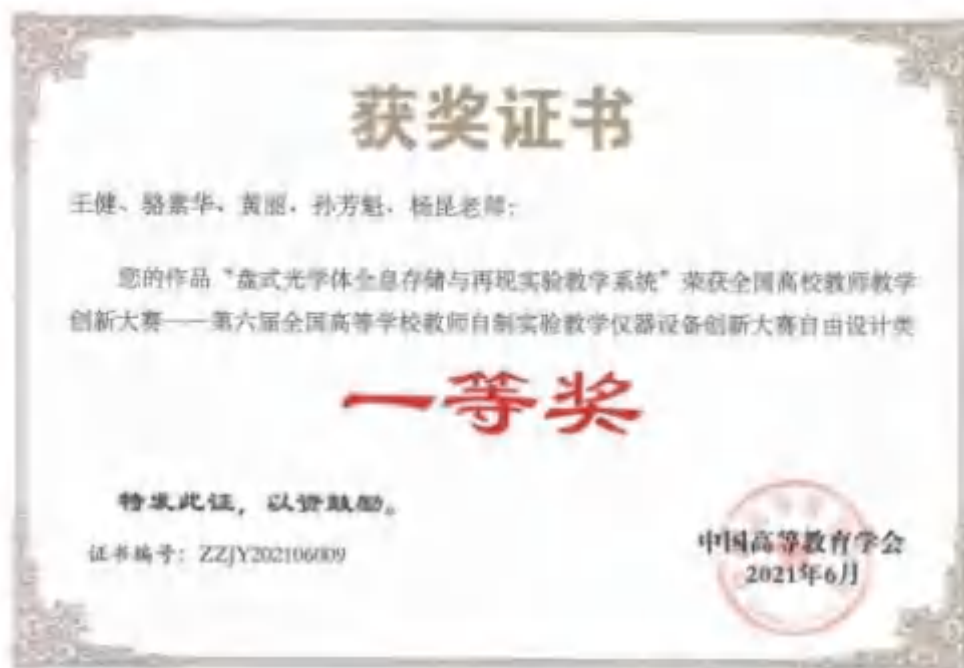 获奖证书
王健、骆素华、黄丽、孙芳魁、杨昆老师：
您的作品“盘式光学体全息存储与再现实验教学系统”荣获全国高校教师教学
创新大赛——第六届全国高等学校教师自制实验教学仪器设备创新大赛自由设计类
一等奖
特发此证，以资鼓励。
证书编号：ZZJY202106009
中国高等教育学会
2021年6月